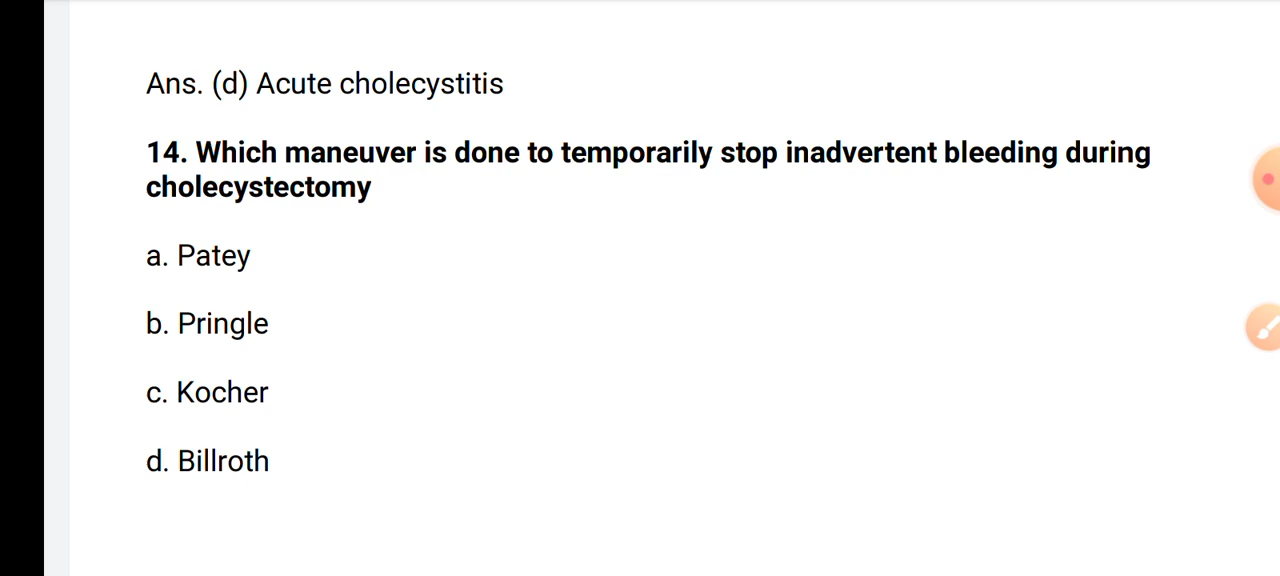 Ans. (d) Acute cholecystitis
14. Which maneuver is done to temporarily stop inadvertent bleeding during
cholecystectomy
a. Patey
b. Pringle
c. Kocher
d. Billroth